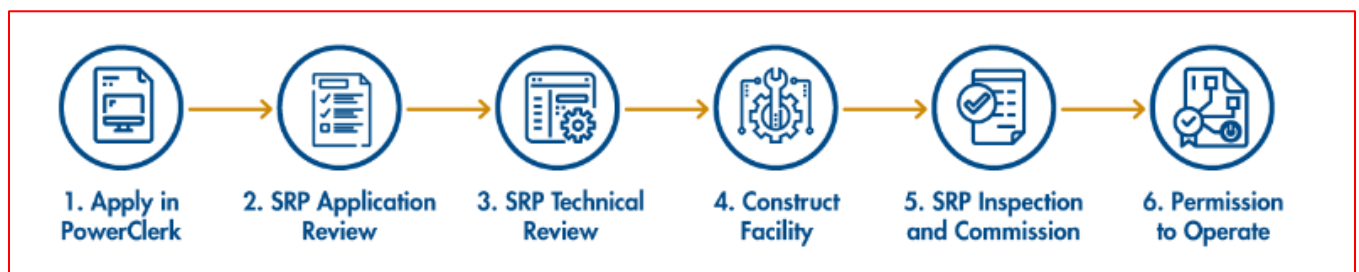 1. Apply in
PowerClerk
2. SRP Application
Review
3. SRP Technical
Review
4. Construct
Facility
5. SRP Inspection
and Commission
6. Permission
to Operate